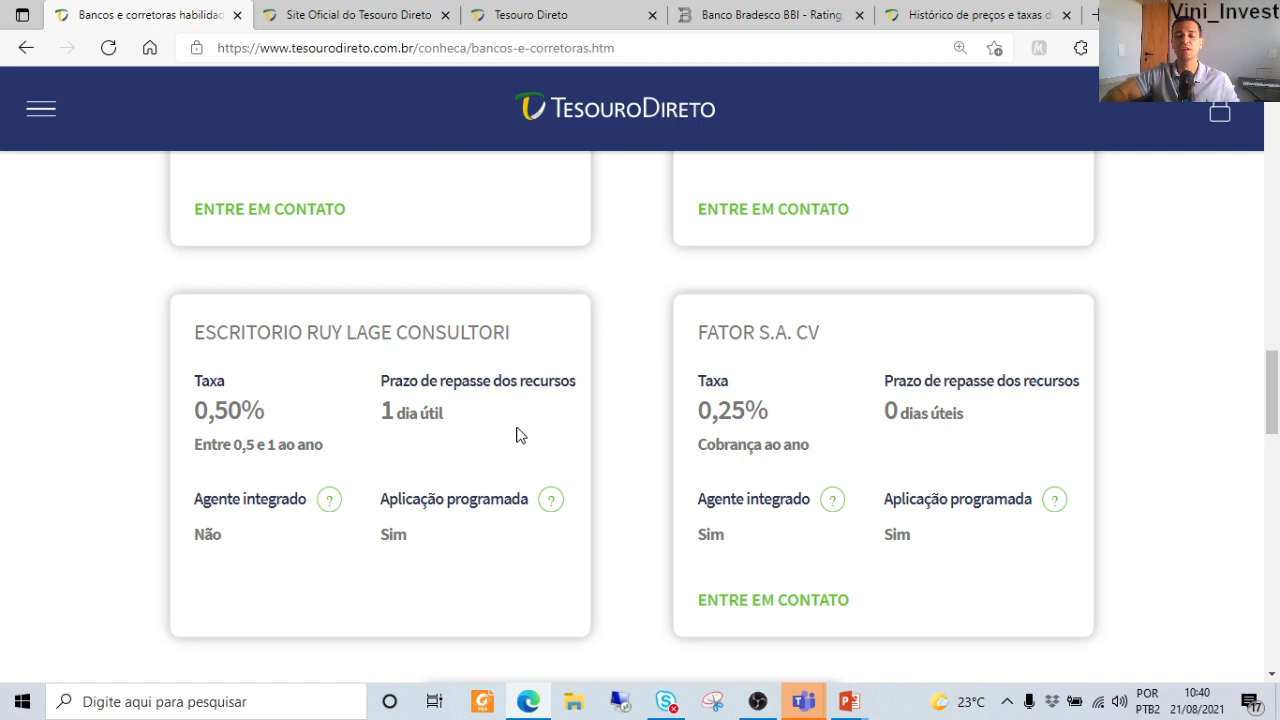 Bancos e corretoras habilidad
Site Oficial do Tesouro Direto
Tesouro Direto
Banco Bradesco BBI - Rating
Histórico de preços e taxas d
Vini_Invest
https://www.tesourodireto.com.br/conheca/bancos-e-corretoras.htm
TESOURODIRETO
ENTRE EM CONTATO
ENTRE EM CONTATO
ESCRITORIO RUY LAGE CONSULTORI
Taxa
Prazo de repasse dos recursos
0,50%
1 dia útil
Entre 0,5 e 1 ao ano
Agente integrado ?
Aplicação programada ?
Não
Sim
FATOR S.A. CV
Taxa
Prazo de repasse dos recursos
0,25%
0 dias úteis
Cobrança ao ano
Agente integrado ?
Aplicação programada ?
Sim
Sim
ENTRE EM CONTATO
Digite aqui para pesquisar
23°C
POR
PTB2
10:40
21/08/2021
17